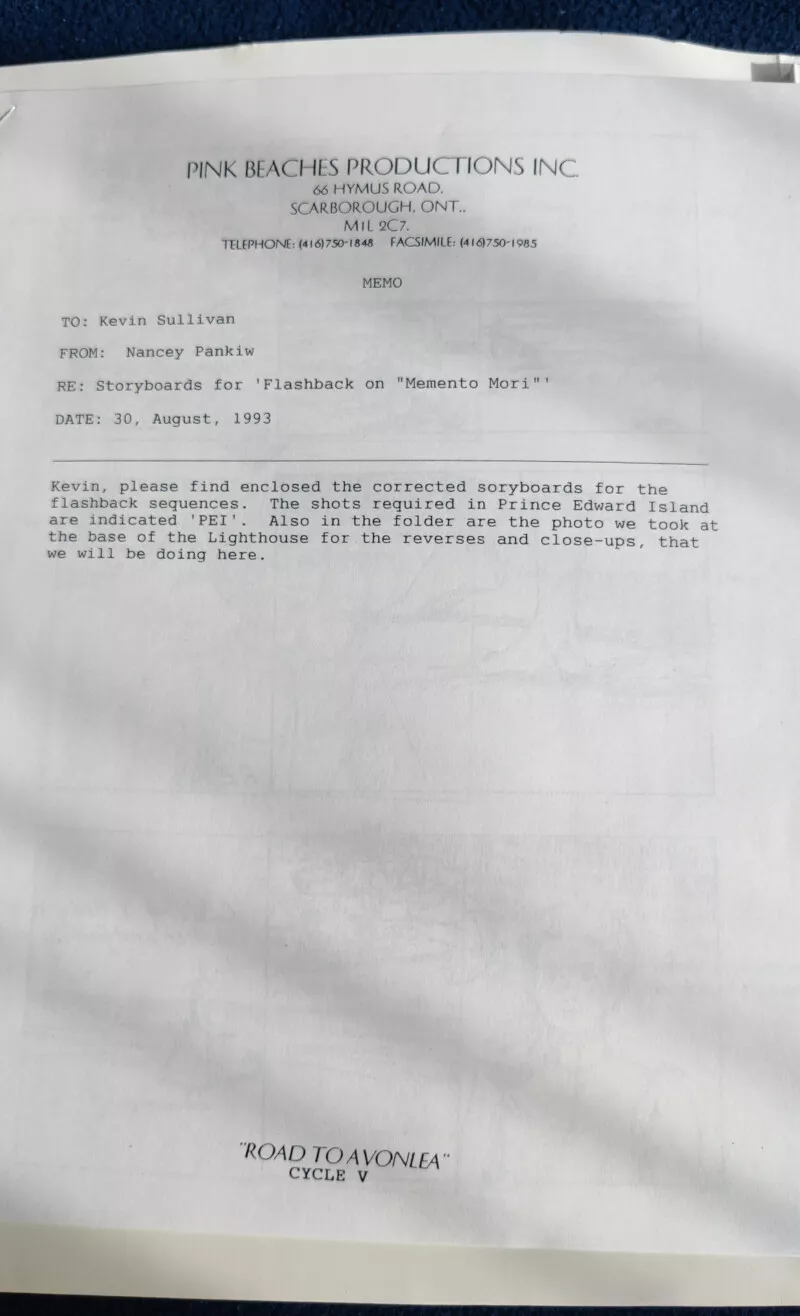 PINK BEACHES PRODUCTIONS INC.
66 HYMUS ROAD,
SCARBOROUGH, ONT.,
M1L 2C7.
TELEPHONE: (416)750-1848 FACSIMILE: (416)750-1985
MEMO
TO: Kevin Sullivan
FROM: Nancey Pankiw
RE: Storyboards for 'Flashback on "Memento Mori"'
DATE: 30, August, 1993
Kevin, please find enclosed the corrected soryboards for the
flashback sequences. The shots required in Prince Edward Island
are indicated 'PEI'. Also in the folder are the photo we took at
the base of the Lighthouse for the reverses and close-ups, that
we will be doing here.
"ROAD TO AVONLEA"
CYCLE V